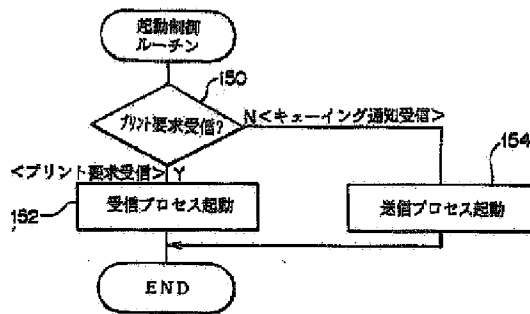 起動制御
ルーチン
150
プリント要求受信?
N<キューイング通知受信>
154
<プリント要求受信>Y
152
受信プロセス起動
送信プロセス起動
END